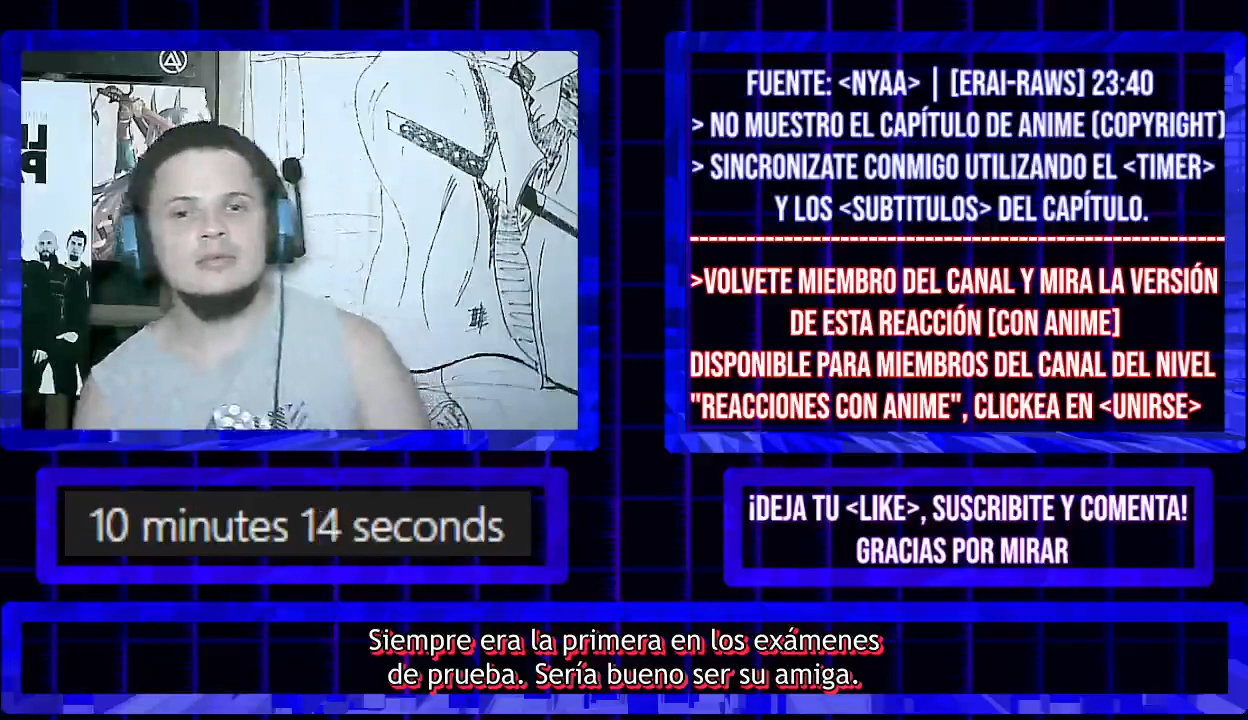 FUENTE: <NYAA> | [ERAI-RAWS] 23:40
> NO MUESTRO EL CAPÍTULO DE ANIME (COPYRIGHT)
> SINCRONIZATE CONMIGO UTILIZANDO EL <TIMER>
Y LOS <SUBTITULOS> DEL CAPÍTULO.
>VOLVETE MIEMBRO DEL CANAL Y MIRA LA VERSIÓN
DE ESTA REACCIÓN [CON ANIME]
DISPONIBLE PARA MIEMBROS DEL CANAL DEL NIVEL
"REACCIONES CON ANIME", CLICKEA EN <UNIRSE>
10 minutes 14 seconds
¡DEJA TU <LIKE>, SUSCRIBITE Y COMENTA!
GRACIAS POR MIRAR
Siempre era la primera en los exámenes
de prueba. Sería bueno ser su amiga.